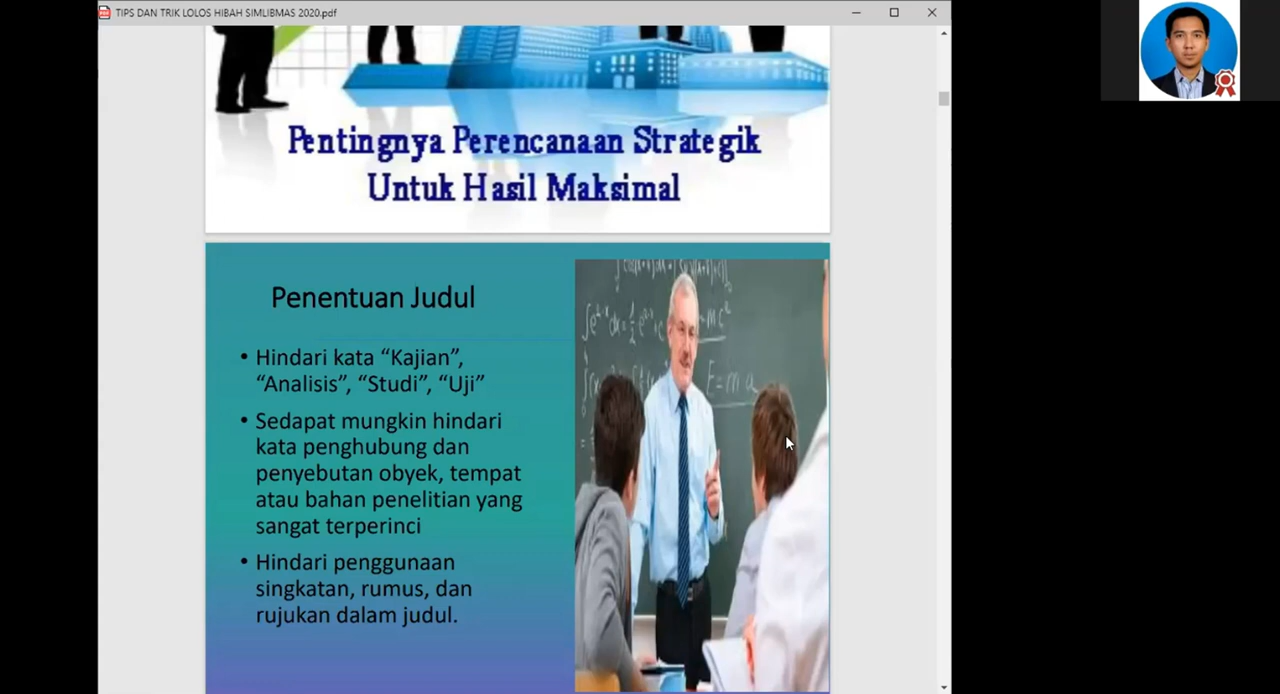 TIPS DAN TRIK LOLOS HIBAH SIMLIBMAS 2020.pdf
Pentingnya Perencanaan Strategik
Untuk Hasil Maksimal
Penentuan Judul
• Hindari kata “Kajian”,
“Analisis”, “Studi”, “Uji”
• Sedapat mungkin hindari
kata penghubung dan
penyebutan obyek, tempat
atau bahan penelitian yang
sangat terperinci
• Hindari penggunaan
singkatan, rumus, dan
rujukan dalam judul.
E=ma